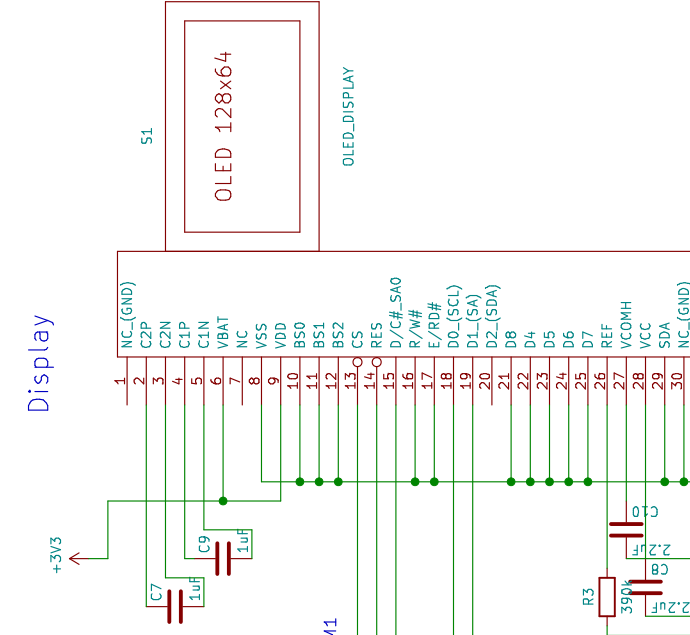 OLED 128x64
S1
OLED_DISPLAY
Display
NC_(GND)
C2P
C2N
C1P
C1N
VBAT
NC
VSS
VDD
BS0
BS1
BS2
CS
RES
D/C#_SA0
R/W#
E/RD#
D0_(SCL)
D1_(SA)
D2_(SDA)
D8
D4
D5
D6
D7
REF
VCOMH
VCC
SDA
NC_(GND)
1
2
3
4
5
6
7
8
9
10
11
12
13
14
15
16
17
18
19
20
21
22
23
24
25
26
27
28
29
30
+3V3
C9
1uF
C7
1uF
C10
2.2uF
C8
2.2uF
R3
390k
M1